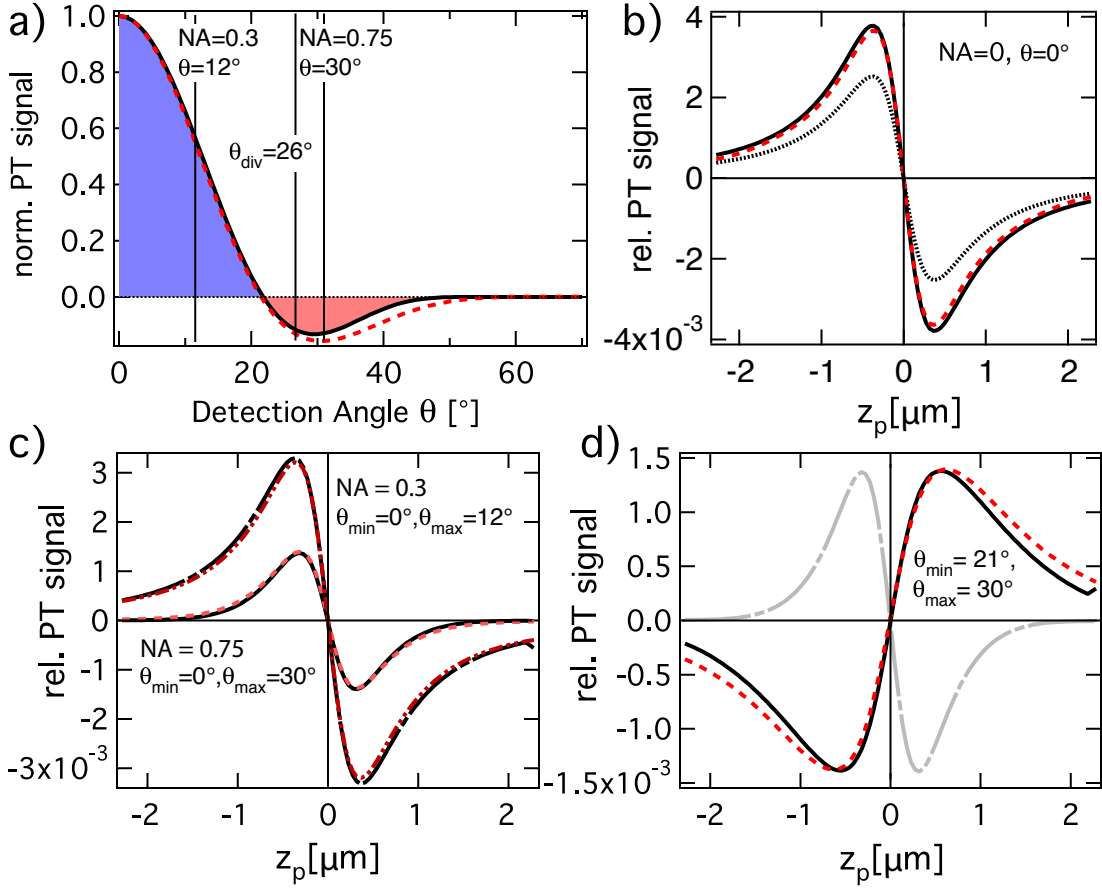 a)
norm. PT signal
1.0
0.8
0.6
0.4
0.2
0.0
NA=0.3
θ=12°
NA=0.75
θ=30°
θdiv=26°
0 20 40 60
Detection Angle θ [°]
b)
rel. PT signal
4
2
0
-2
-4x10⁻³
NA=0, θ=0°
-2 -1 0 1 2
zp[μm]
c)
rel. PT signal
3
2
1
0
-1
-2
-3x10⁻³
NA = 0.3
θmin=0°,θmax=12°
NA = 0.75
θmin=0°,θmax=30°
-2 -1 0 1 2
zp[μm]
d)
rel. PT signal
1.5
1.0
0.5
0.0
-0.5
-1.0
-1.5x10⁻³
θmin= 21°,
θmax= 30°
-2 -1 0 1 2
zp[μm]